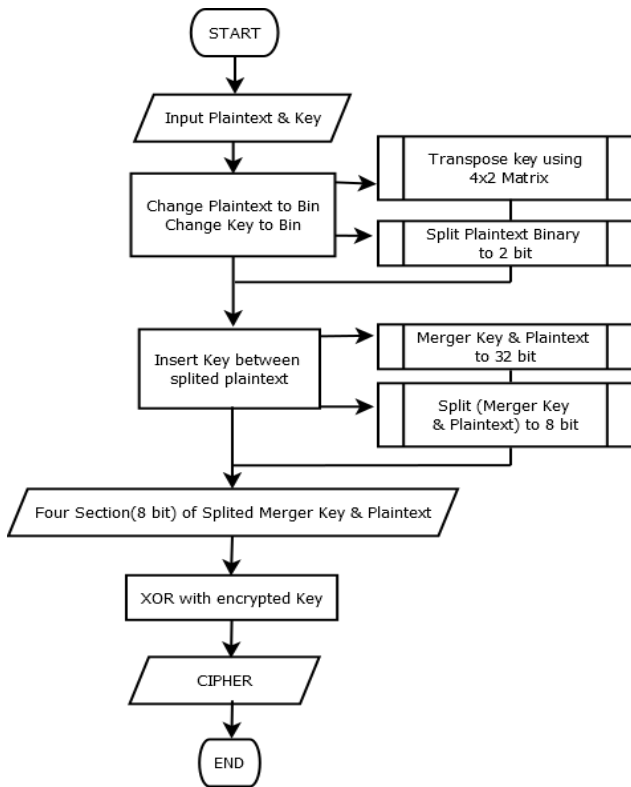 START
Input Plaintext & Key
Transpose key using
4x2 Matrix
Change Plaintext to Bin
Change Key to Bin
Split Plaintext Binary
to 2 bit
Insert Key between
splited plaintext
Merger Key & Plaintext
to 32 bit
Split (Merger Key
& Plaintext) to 8 bit
Four Section(8 bit) of Splited Merger Key & Plaintext
XOR with encrypted Key
CIPHER
END